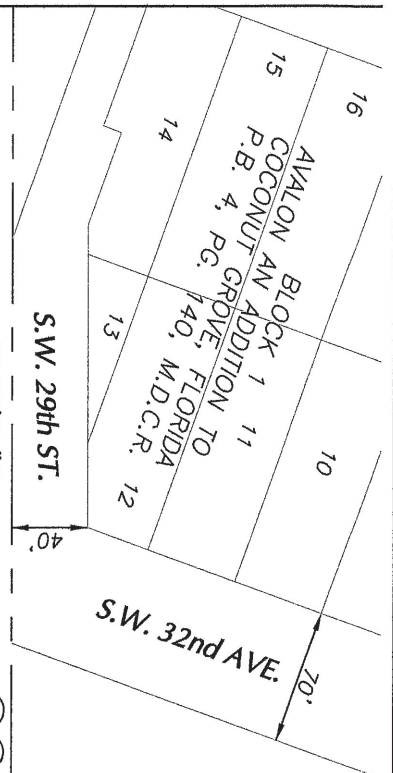 16
15
14
13
12
11
10
BLOCK 1
AVALON AN ADDITION TO
COCONUT GROVE, FLORIDA
P.B. 4, PG. 140, M.D.C.R.
S.W. 29th ST.
40'
S.W. 32nd AVE.
70'